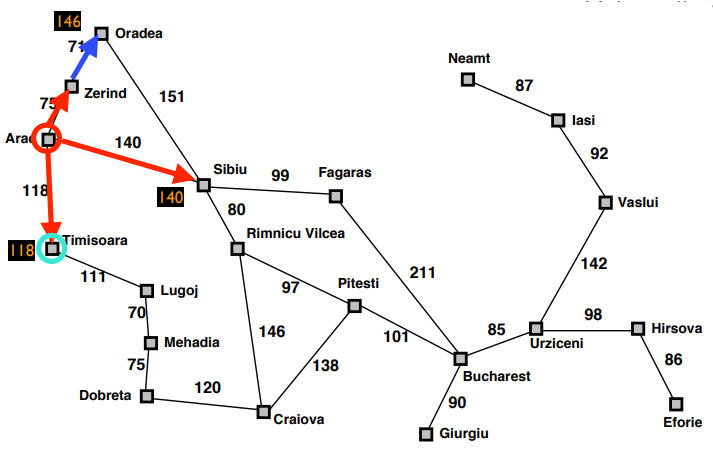 146
Oradea
71
Neamt
87
Zerind
75
151
Iasi
Arad
140
92
Sibiu
99
Fagaras
118
140
80
Vaslui
Timisoara
118
Rimnicu Vilcea
111
211
142
Lugoj
97
Pitesti
70
98
Hirsova
Mehadia
146
101
85
Urziceni
75
138
86
Bucharest
Dobreta
120
90
Craiova
Giurgiu
Eforie